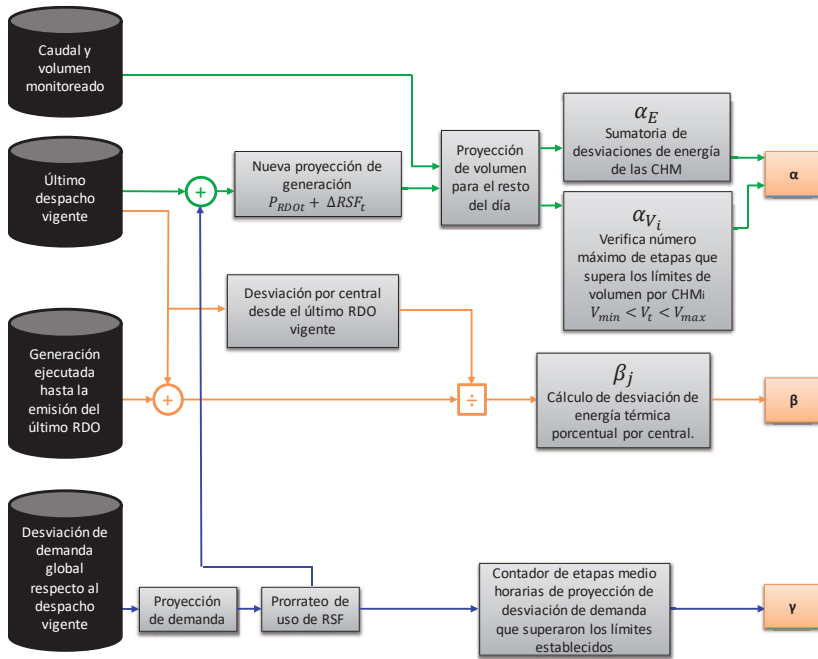 Caudal y
volumen
monitoreado
Último
despacho
vigente
+
Nueva proyección de
generación
P_RDOt + ΔRSF_t
Proyección
de volumen
para el resto
del día
α_E
Sumatoria de
desviaciones de energía
de las CHM
α_Vi
Verifica número
máximo de etapas que
supera los límites de
volumen por CHMi
V_min < V_t < V_max
α
Desviación por central
desde el último RDO
vigente
Generación
ejecutada
hasta la
emisión del
último RDO
+
÷
β_j
Cálculo de desviación de
energía térmica
porcentual por central.
β
Desviación de
demanda
global
respecto al
despacho
vigente
Proyección
de demanda
Prorrateo de
uso de RSF
Contador de etapas medio
horarias de proyección de
desviación de demanda
que superaron los límites
establecidos
γ